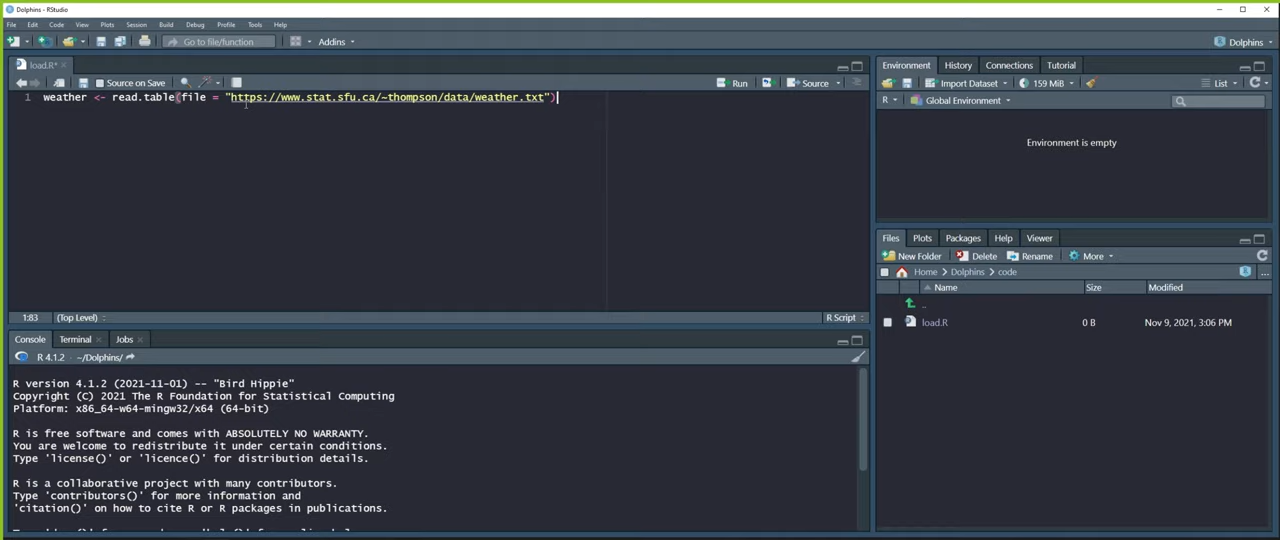 Dolphins - RStudio
File Edit Code View Plots Session Build Debug Profile Tools Help
Go to file/function Addins Dolphins
load.R*
Source on Save Run Source
1 weather <- read.table(file = "https://www.stat.sfu.ca/~thompson/data/weather.txt")
1:83 (Top Level) R Script
Console Terminal Jobs
R 4.1.2 · ~/Dolphins/
R version 4.1.2 (2021-11-01) -- "Bird Hippie"
Copyright (C) 2021 The R Foundation for Statistical Computing
Platform: x86_64-w64-mingw32/x64 (64-bit)
R is free software and comes with ABSOLUTELY NO WARRANTY.
You are welcome to redistribute it under certain conditions.
Type 'license()' or 'licence()' for distribution details.
R is a collaborative project with many contributors.
Type 'contributors()' for more information and
'citation()' on how to cite R or R packages in publications.
Environment History Connections Tutorial
Import Dataset 159 MiB List
R Global Environment
Environment is empty
Files Plots Packages Help Viewer
New Folder Delete Rename More
Home Dolphins code ...
Name Size Modified
..
load.R 0 B Nov 9, 2021, 3:06 PM